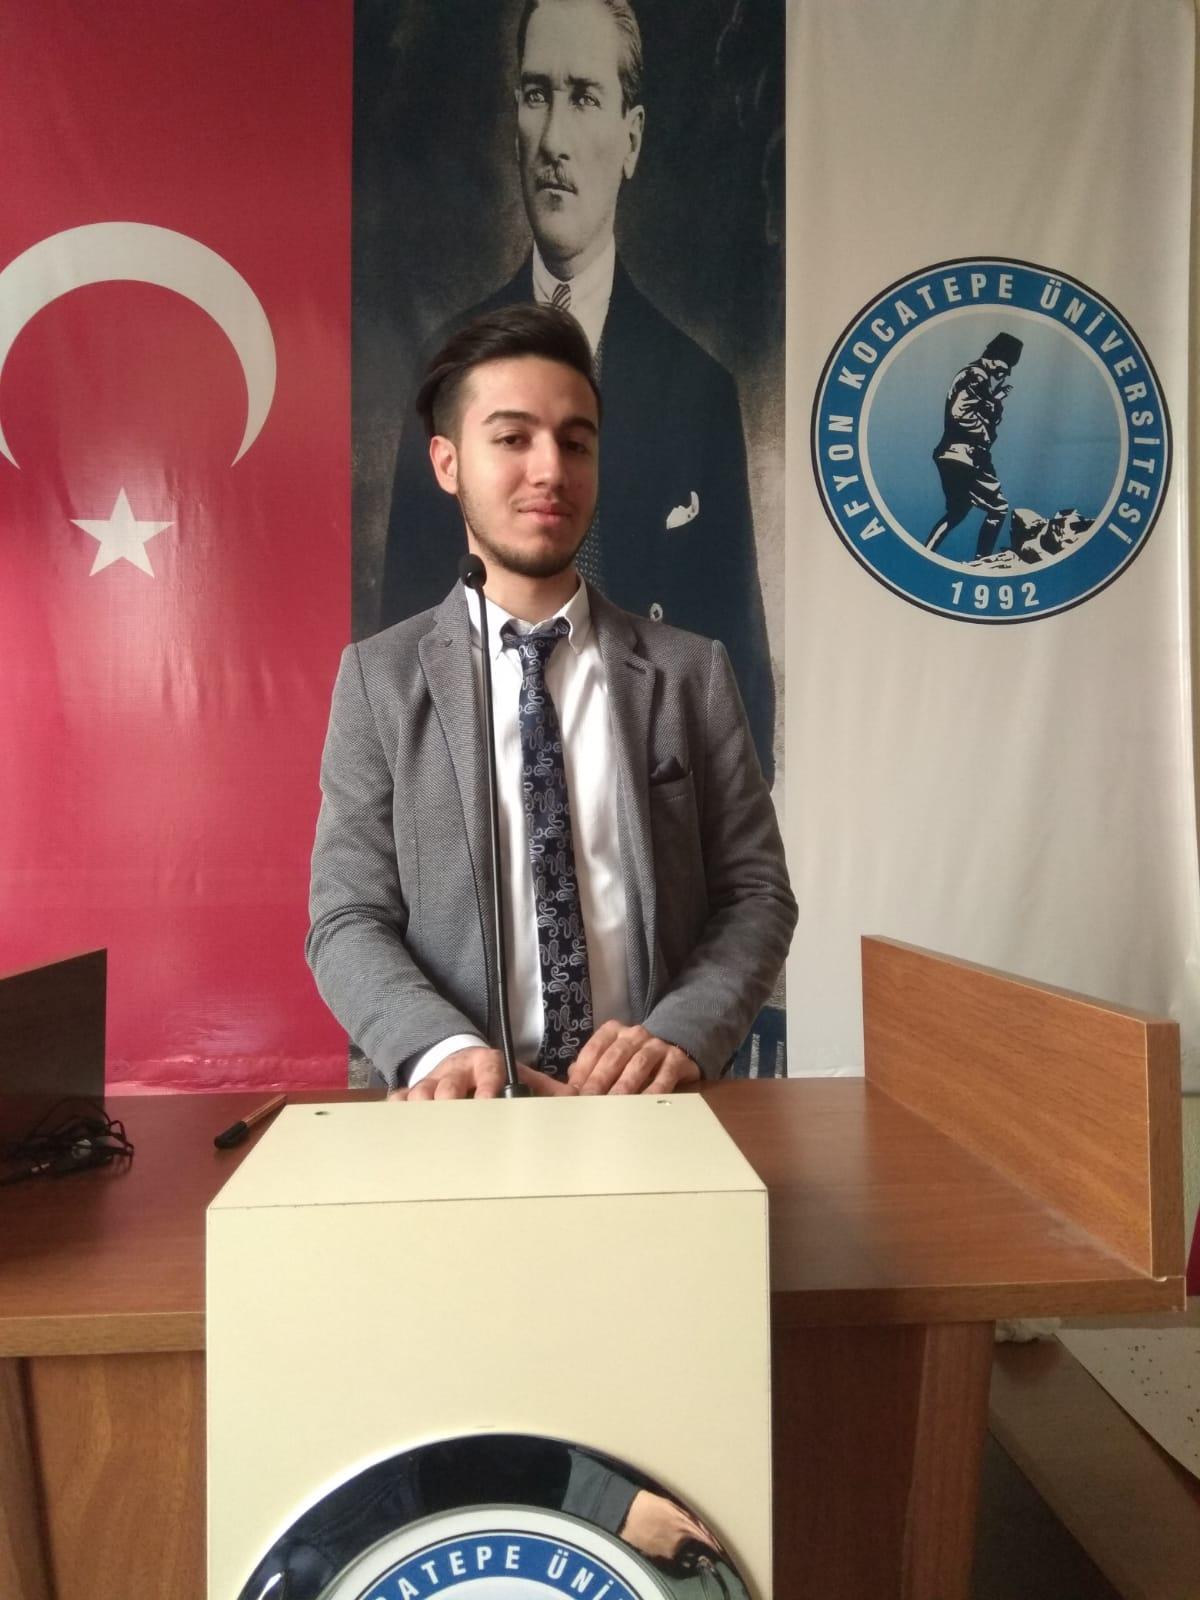 AFYON KOCATEPE ÜNİVERSİTESİ
1992
CATEPE ÜNİ